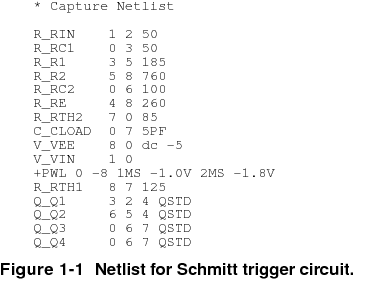 * Capture Netlist
R_RIN 1 2 50
R_RC1 0 3 50
R_R1 3 5 185
R_R2 5 8 760
R_RC2 0 6 100
R_RE 4 8 260
R_RTH2 7 0 85
C_CLOAD 0 7 5PF
V_VEE 8 0 dc -5
V_VIN 1 0
+PWL 0 -8 1MS -1.0V 2MS -1.8V
R_RTH1 8 7 125
Q_Q1 3 2 4 QSTD
Q_Q2 6 5 4 QSTD
Q_Q3 0 6 7 QSTD
Q_Q4 0 6 7 QSTD
Figure 1-1 Netlist for Schmitt trigger circuit.